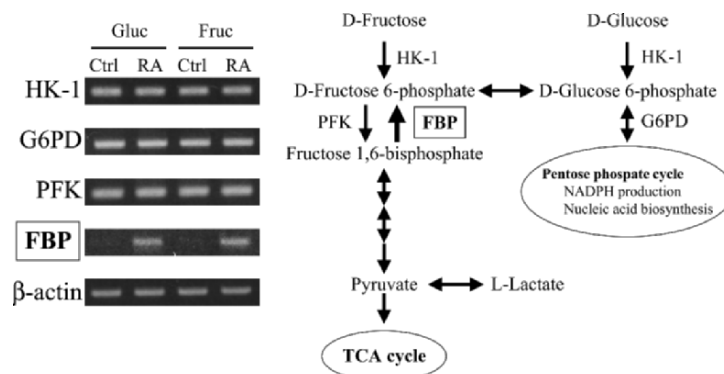 Gluc Fruc
Ctrl RA Ctrl RA
HK-1
G6PD
PFK
FBP
β-actin
D-Fructose D-Glucose
HK-1 HK-1
D-Fructose 6-phosphate D-Glucose 6-phosphate
PFK FBP G6PD
Fructose 1,6-bisphosphate
Pentose phospate cycle
NADPH production
Nucleic acid biosynthesis
Pyruvate L-Lactate
TCA cycle